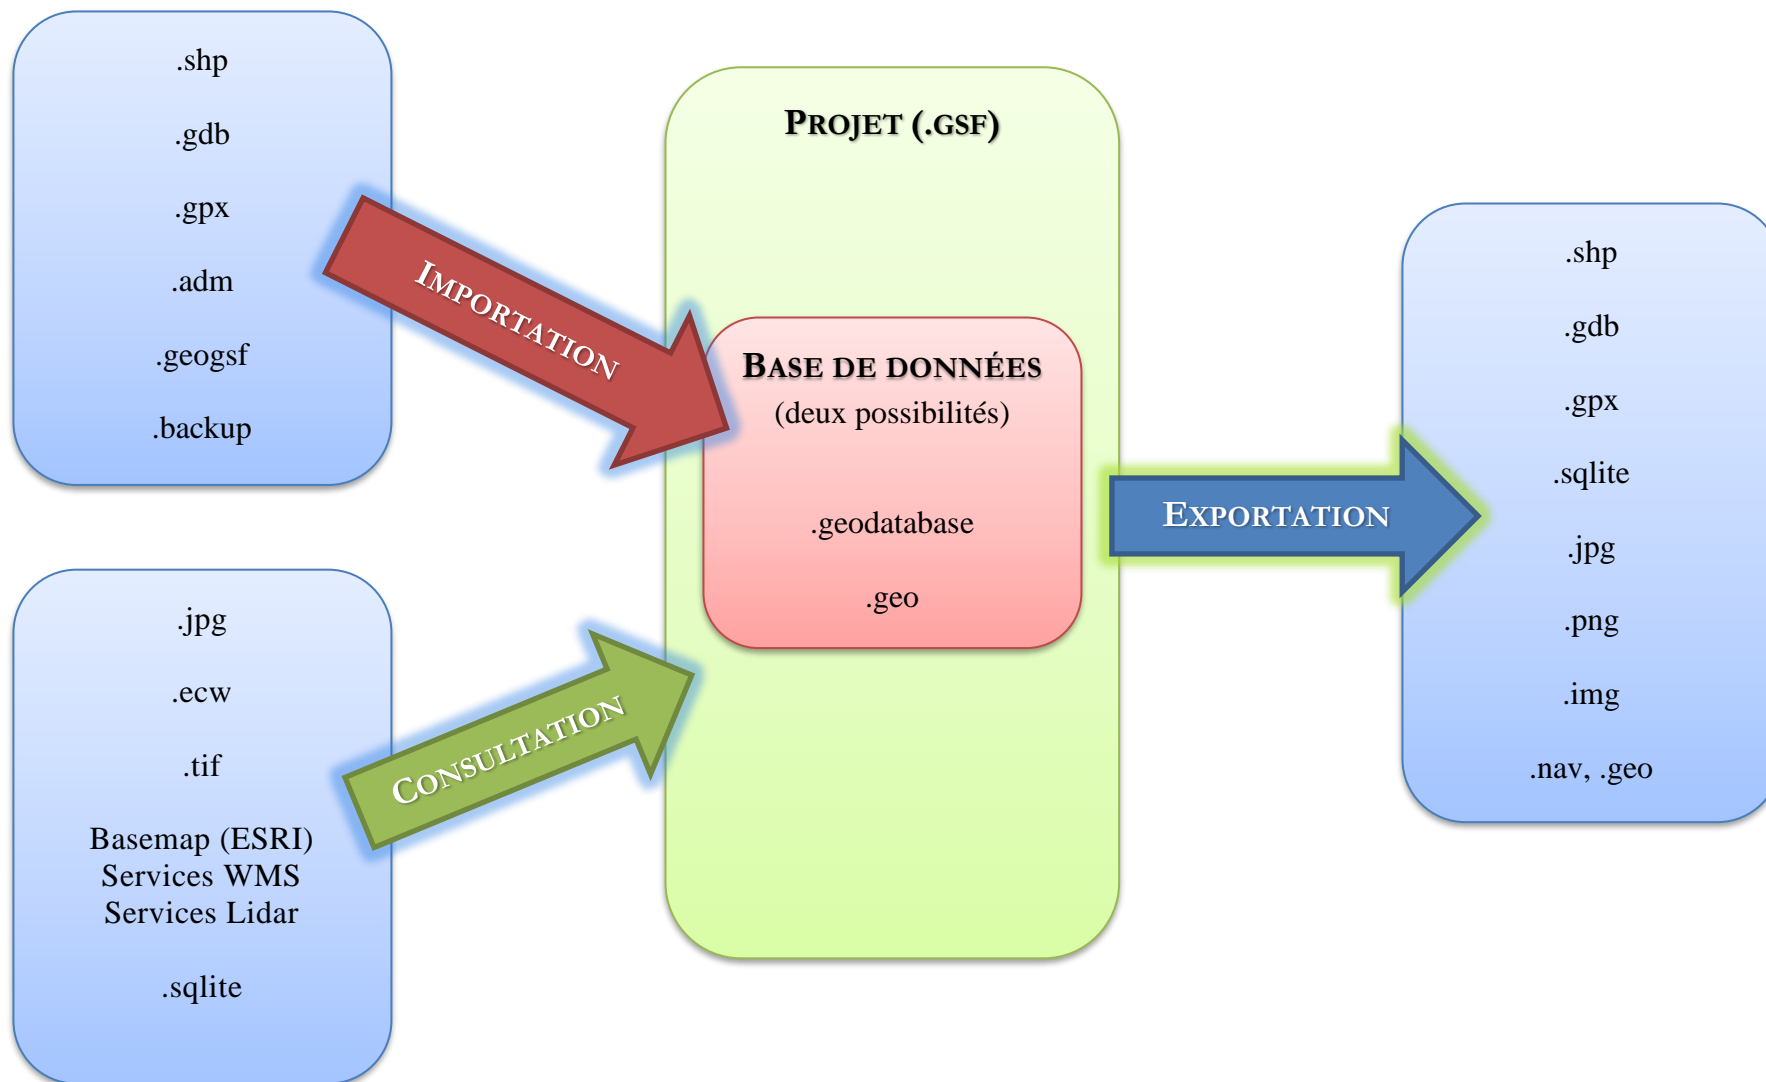 .shp
.gdb
.gpx
.adm
.geogsf
.backup
IMPORTATION
.jpg
.ecw
.tif
Basemap (ESRI)
Services WMS
Services Lidar
.sqlite
CONSULTATION
PROJET (.GSF)
BASE DE DONNÉES
(deux possibilités)
.geodatabase
.geo
EXPORTATION
.shp
.gdb
.gpx
.sqlite
.jpg
.png
.img
.nav, .geo